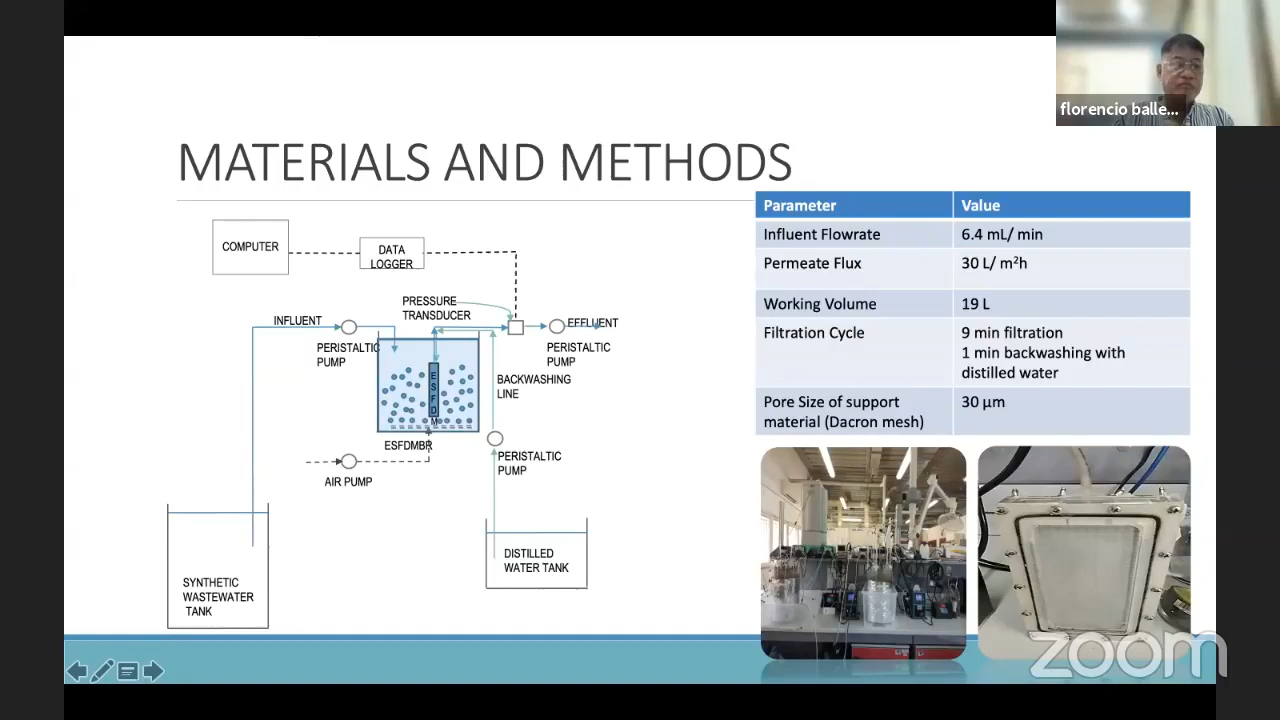 florencio balle...
MATERIALS AND METHODS
COMPUTER
DATA
LOGGER
PRESSURE
TRANSDUCER
INFLUENT
EFFLUENT
PERISTALTIC
PUMP
PERISTALTIC
PUMP
E
S
F
D
M
BACKWASHING
LINE
ESFDMBR
PERISTALTIC
PUMP
AIR PUMP
SYNTHETIC
WASTEWATER
TANK
DISTILLED
WATER TANK
Parameter Value
Influent Flowrate 6.4 mL/ min
Permeate Flux 30 L/ m²h
Working Volume 19 L
Filtration Cycle 9 min filtration
1 min backwashing with
distilled water
Pore Size of support 30 µm
material (Dacron mesh)
zoom